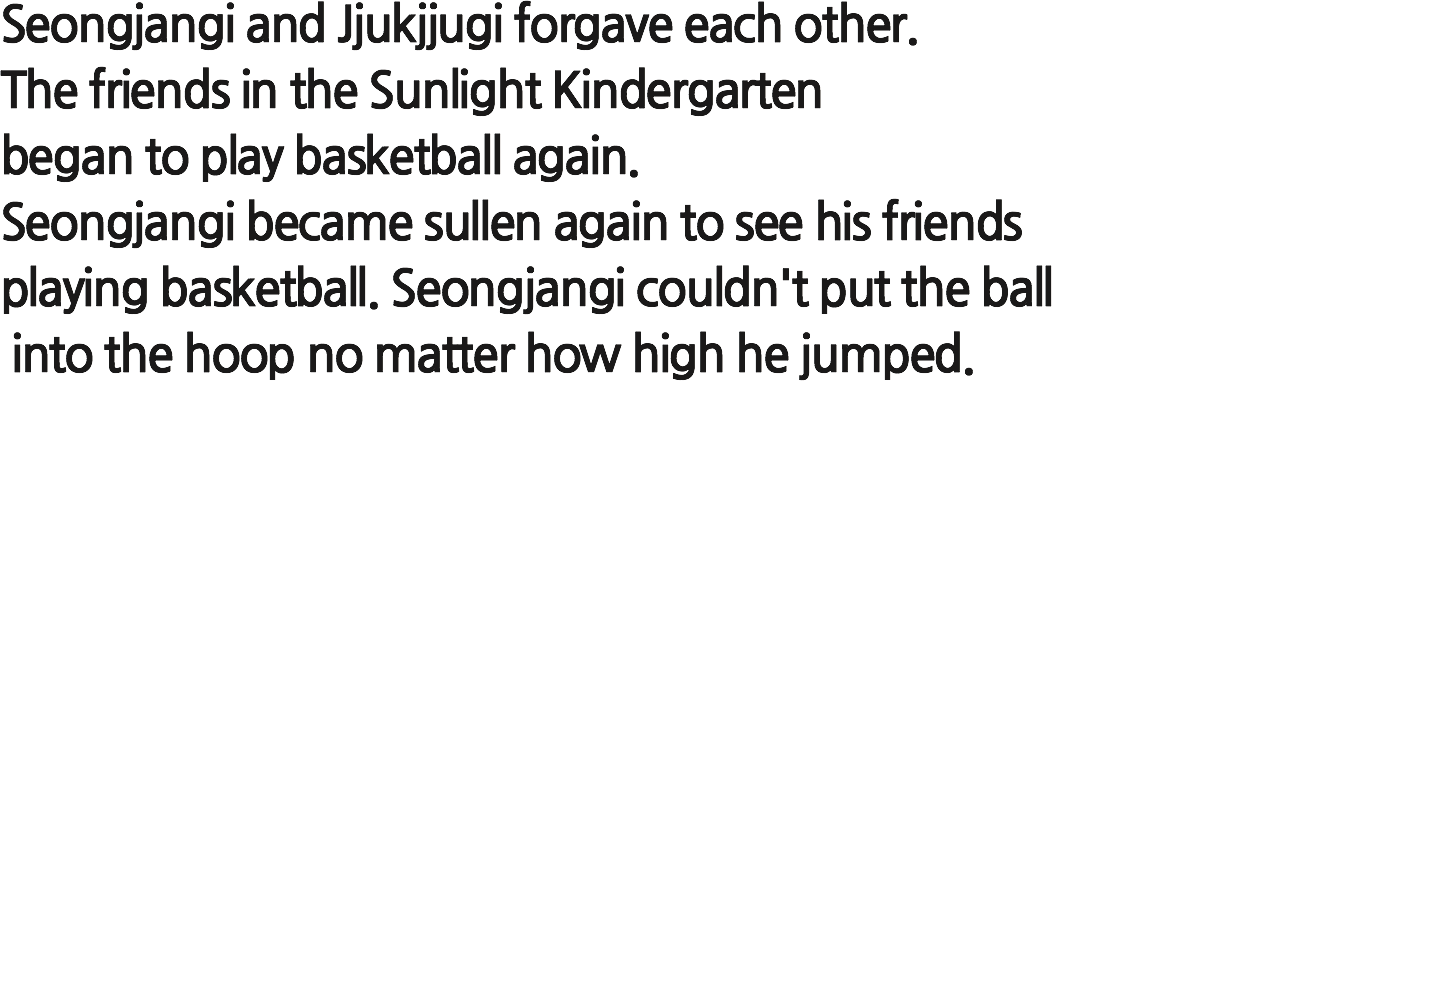 Seongjangi and Jjukjjugi forgave each other.
The friends in the Sunlight Kindergarten
began to play basketball again.
Seongjangi became sullen again to see his friends
playing basketball. Seongjangi couldn't put the ball
into the hoop no matter how high he jumped.